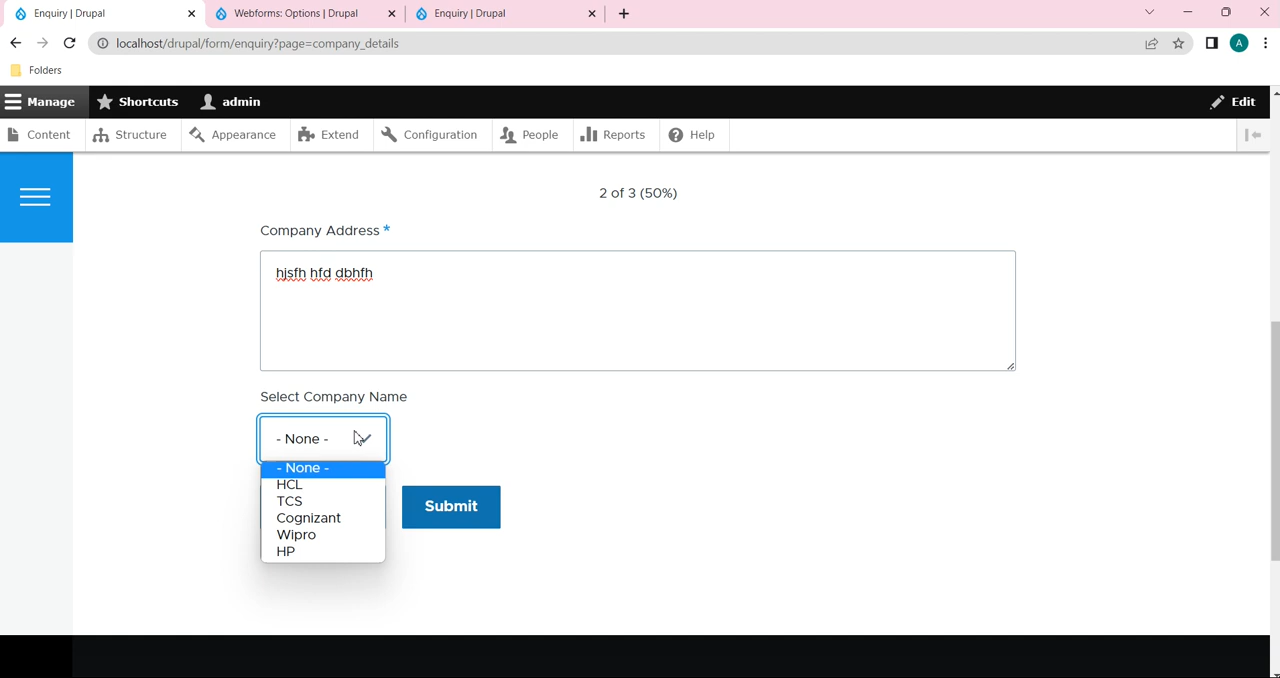 Enquiry | Drupal
Webforms: Options | Drupal
Enquiry | Drupal
localhost/drupal/form/enquiry?page=company_details
A
Folders
Manage
Shortcuts
admin
Edit
Content
Structure
Appearance
Extend
Configuration
People
Reports
Help
2 of 3 (50%)
Company Address *
hjsfh hfd dbhfh
Select Company Name
- None -
- None -
HCL
TCS
Cognizant
Wipro
HP
Submit